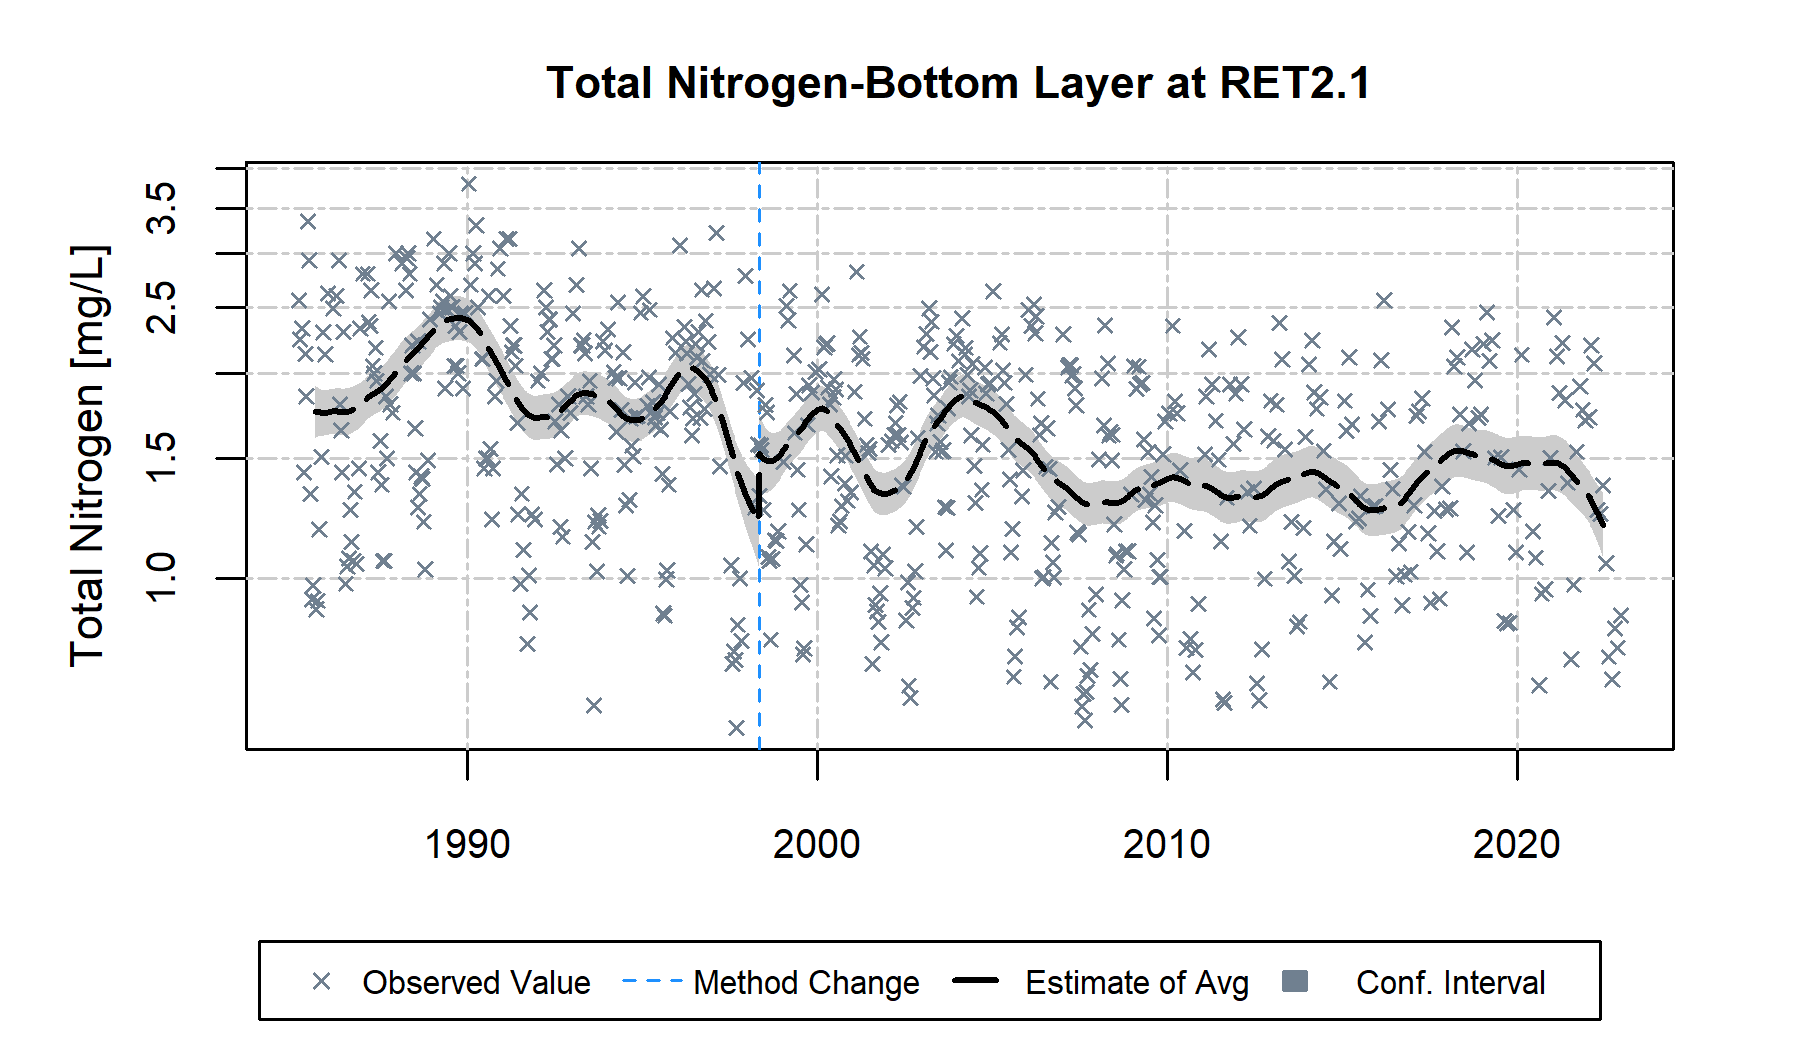 Total Nitrogen-Bottom Layer at RET2.1
Total Nitrogen [mg/L]
3.5
2.5
1.5
1.0
1990 2000 2010 2020
Observed Value Method Change Estimate of Avg Conf. Interval